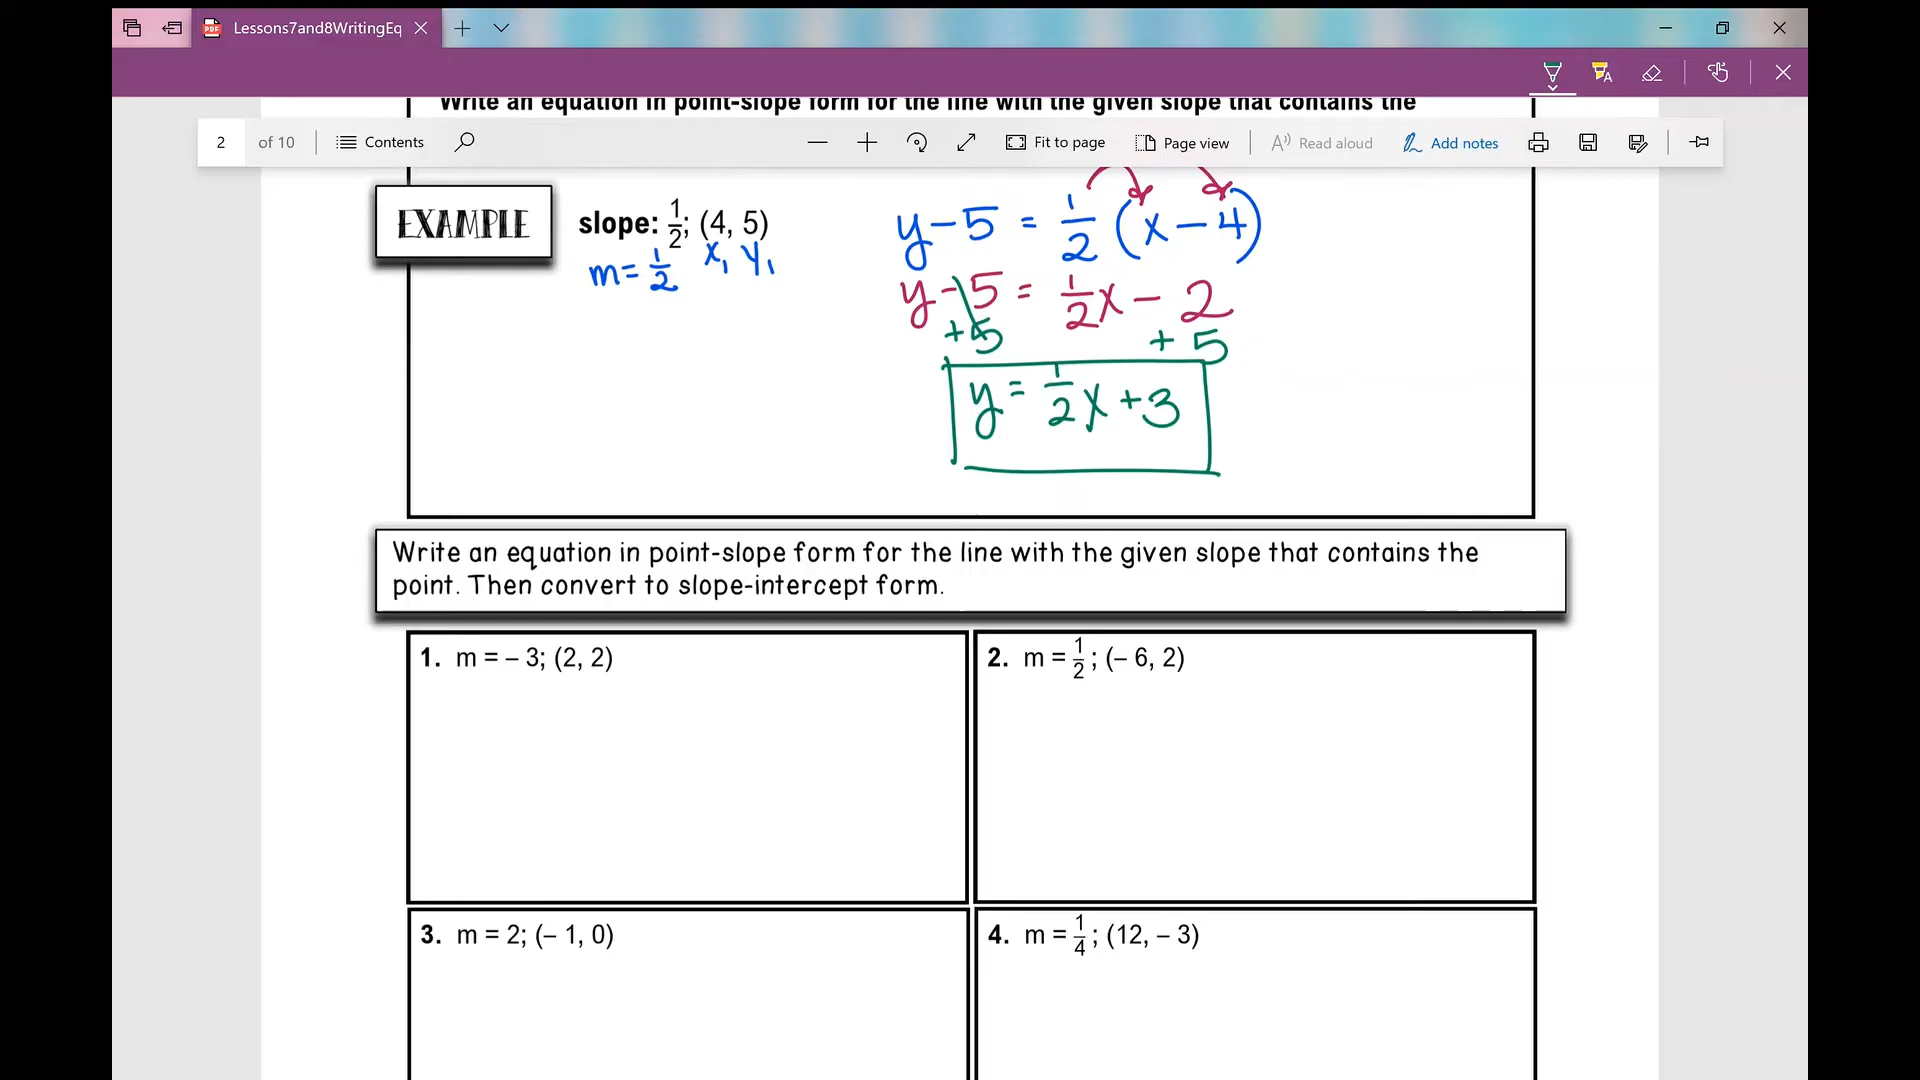 Lessons7and8WritingEq
Write an equation in point-slope form for the line with the given slope that contains the
2 of 10 Contents Fit to page Page view Read aloud Add notes
EXAMPLE
slope: 1/2; (4, 5)
m = 1/2 x₁ y₁
y - 5 = 1/2 (x - 4)
y - 5 = 1/2 x - 2
+5 + 5
y = 1/2 x + 3
Write an equation in point-slope form for the line with the given slope that contains the
point. Then convert to slope-intercept form.
1. m = – 3; (2, 2)
2. m = 1/2; (– 6, 2)
3. m = 2; (– 1, 0)
4. m = 1/4; (12, – 3)